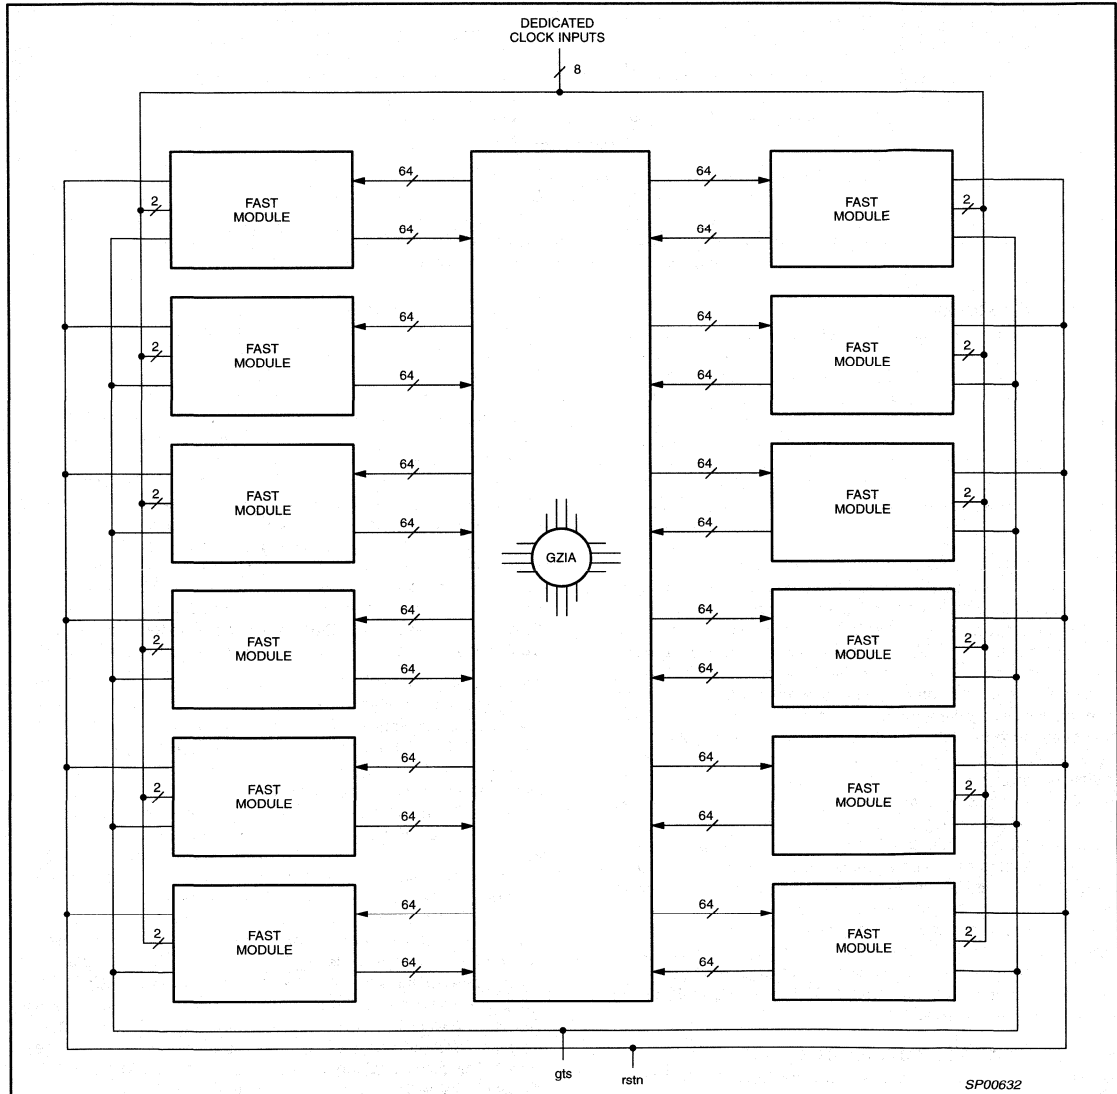 DEDICATED
CLOCK INPUTS
8
64
64
FAST
MODULE
FAST
MODULE
2
2
64
64
64
64
FAST
MODULE
FAST
MODULE
2
2
64
64
64
64
FAST
MODULE
FAST
MODULE
2
2
64
64
GZIA
64
64
FAST
MODULE
FAST
MODULE
2
2
64
64
64
64
FAST
MODULE
FAST
MODULE
2
2
64
64
64
64
FAST
MODULE
FAST
MODULE
2
2
64
64
gts
rstn
SP00632